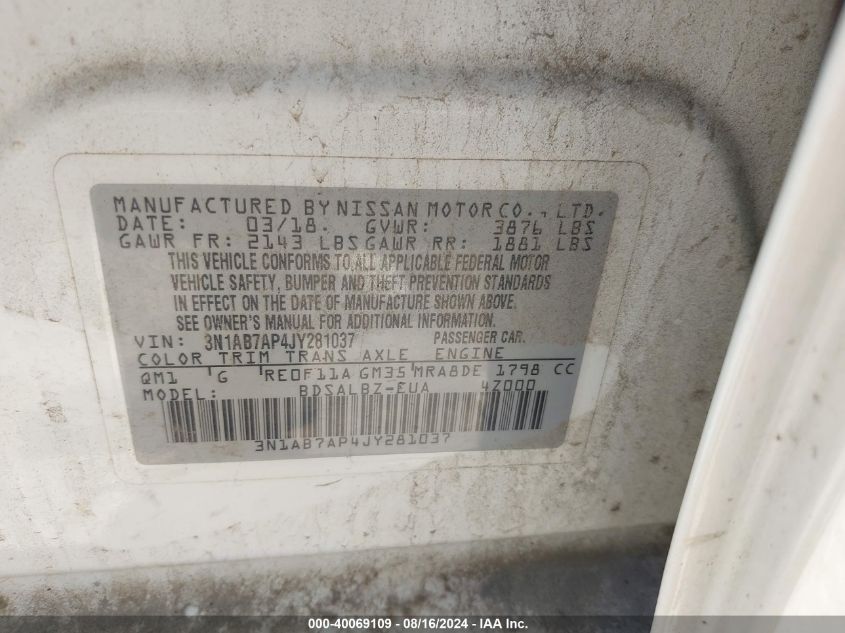 MANUFACTURED BY NISSAN MOTOR CO., LTD.
DATE: 03/18. GVWR: 3876 LBS
GAWR FR: 2143 LBS GAWR RR: 1881 LBS
THIS VEHICLE CONFORMS TO ALL APPLICABLE FEDERAL MOTOR
VEHICLE SAFETY, BUMPER AND THEFT PREVENTION STANDARDS
IN EFFECT ON THE DATE OF MANUFACTURE SHOWN ABOVE.
SEE OWNER'S MANUAL FOR ADDITIONAL INFORMATION.
VIN: 3N1AB7AP4JY281037 PASSENGER CAR.
COLOR TRIM TRANS AXLE ENGINE
QM1 G RE0F11A GM35 MRA8DE 1798 CC
MODEL: BDSALBZ-EUA 4Z000
3N1AB7AP4JY281037
000-40069109 - 08/16/2024 - IAA Inc.